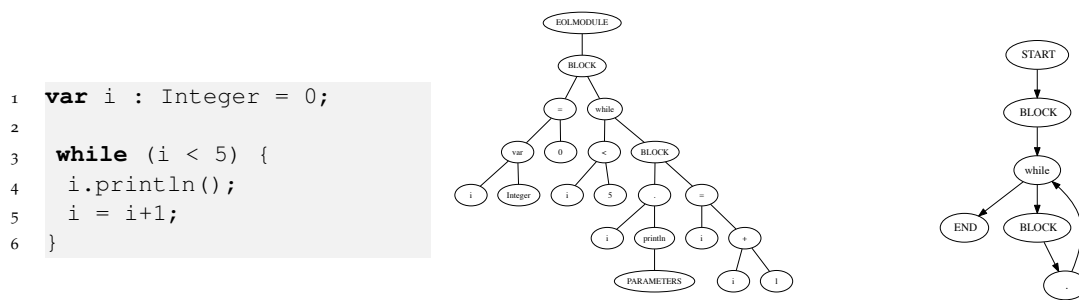 1 var i : Integer = 0;
2
3 while (i < 5) {
4 i.println();
5 i = i+1;
6 }
EOLMODULE
BLOCK
= while
var 0 < BLOCK
i Integer i 5 . =
i println i +
PARAMETERS i 1
START
BLOCK
while
END BLOCK
.